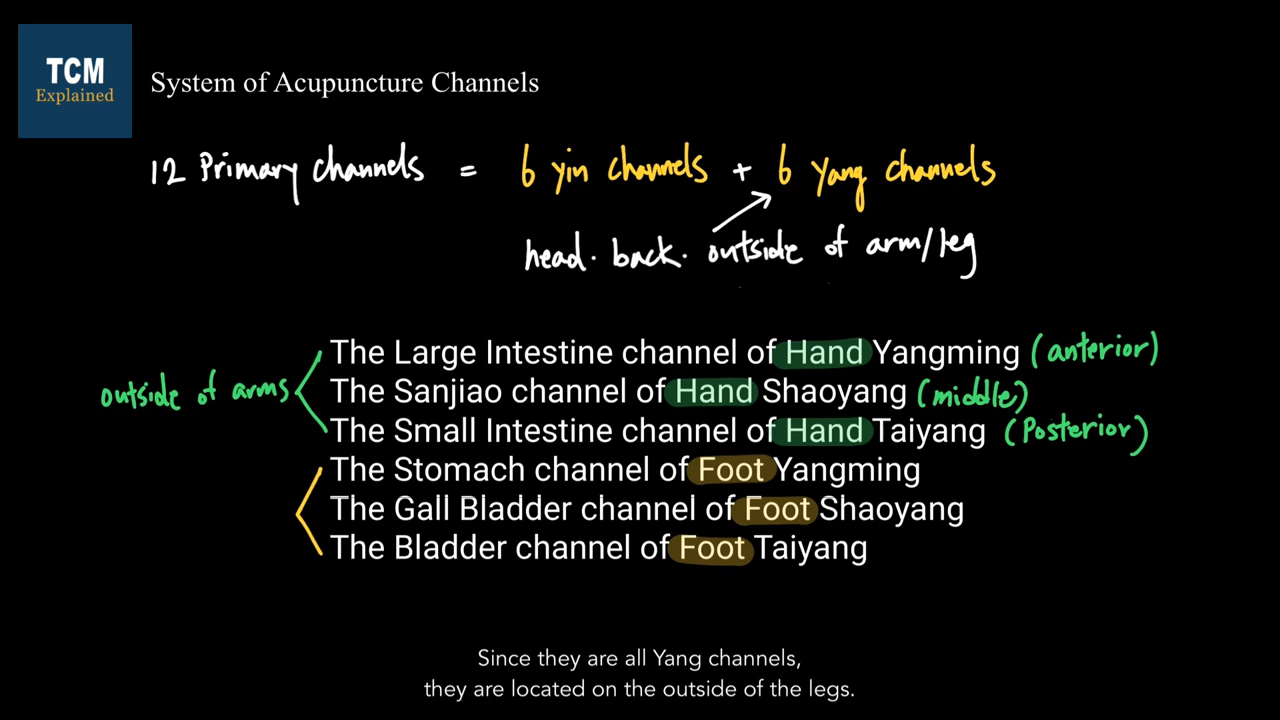 TCM
Explained
System of Acupuncture Channels
12 Primary channels = 6 yin channels + 6 Yang channels
head. back. outside of arm/leg
The Large Intestine channel of Hand Yangming (anterior)
outside of arms
The Sanjiao channel of Hand Shaoyang (middle)
The Small Intestine channel of Hand Taiyang (Posterior)
The Stomach channel of Foot Yangming
The Gall Bladder channel of Foot Shaoyang
The Bladder channel of Foot Taiyang
Since they are all Yang channels,
they are located on the outside of the legs.